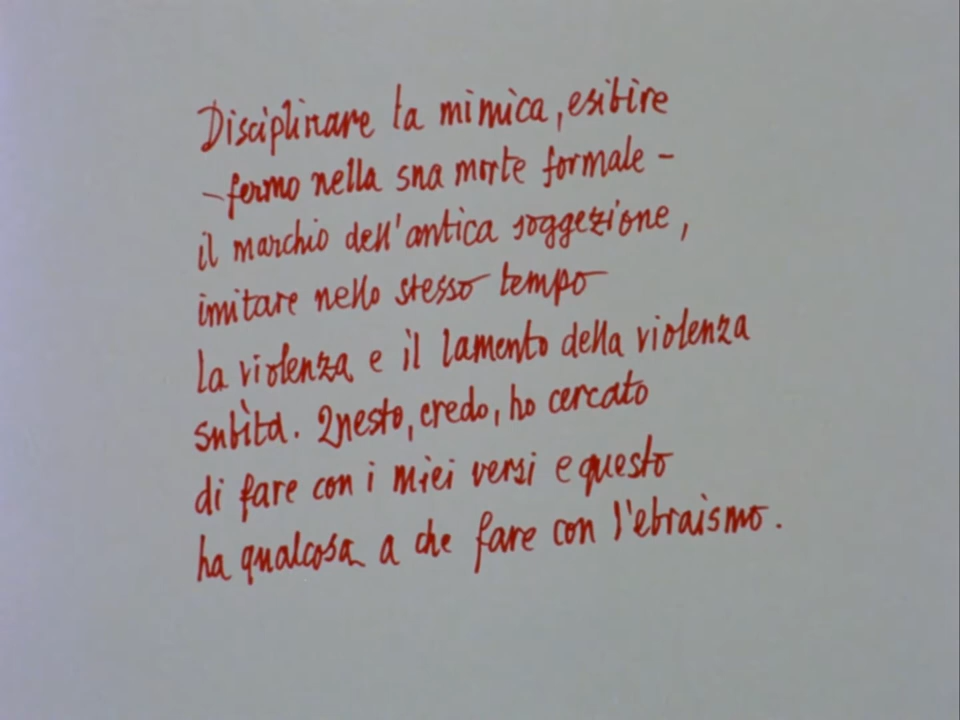 Disciplinare la mimica, esibire
– fermo nella sua morte formale –
il marchio dell'antica soggezione,
imitare nello stesso tempo
la violenza e il lamento della violenza
subìta. Questo, credo, ho cercato
di fare con i miei versi e questo
ha qualcosa a che fare con l'ebraismo.